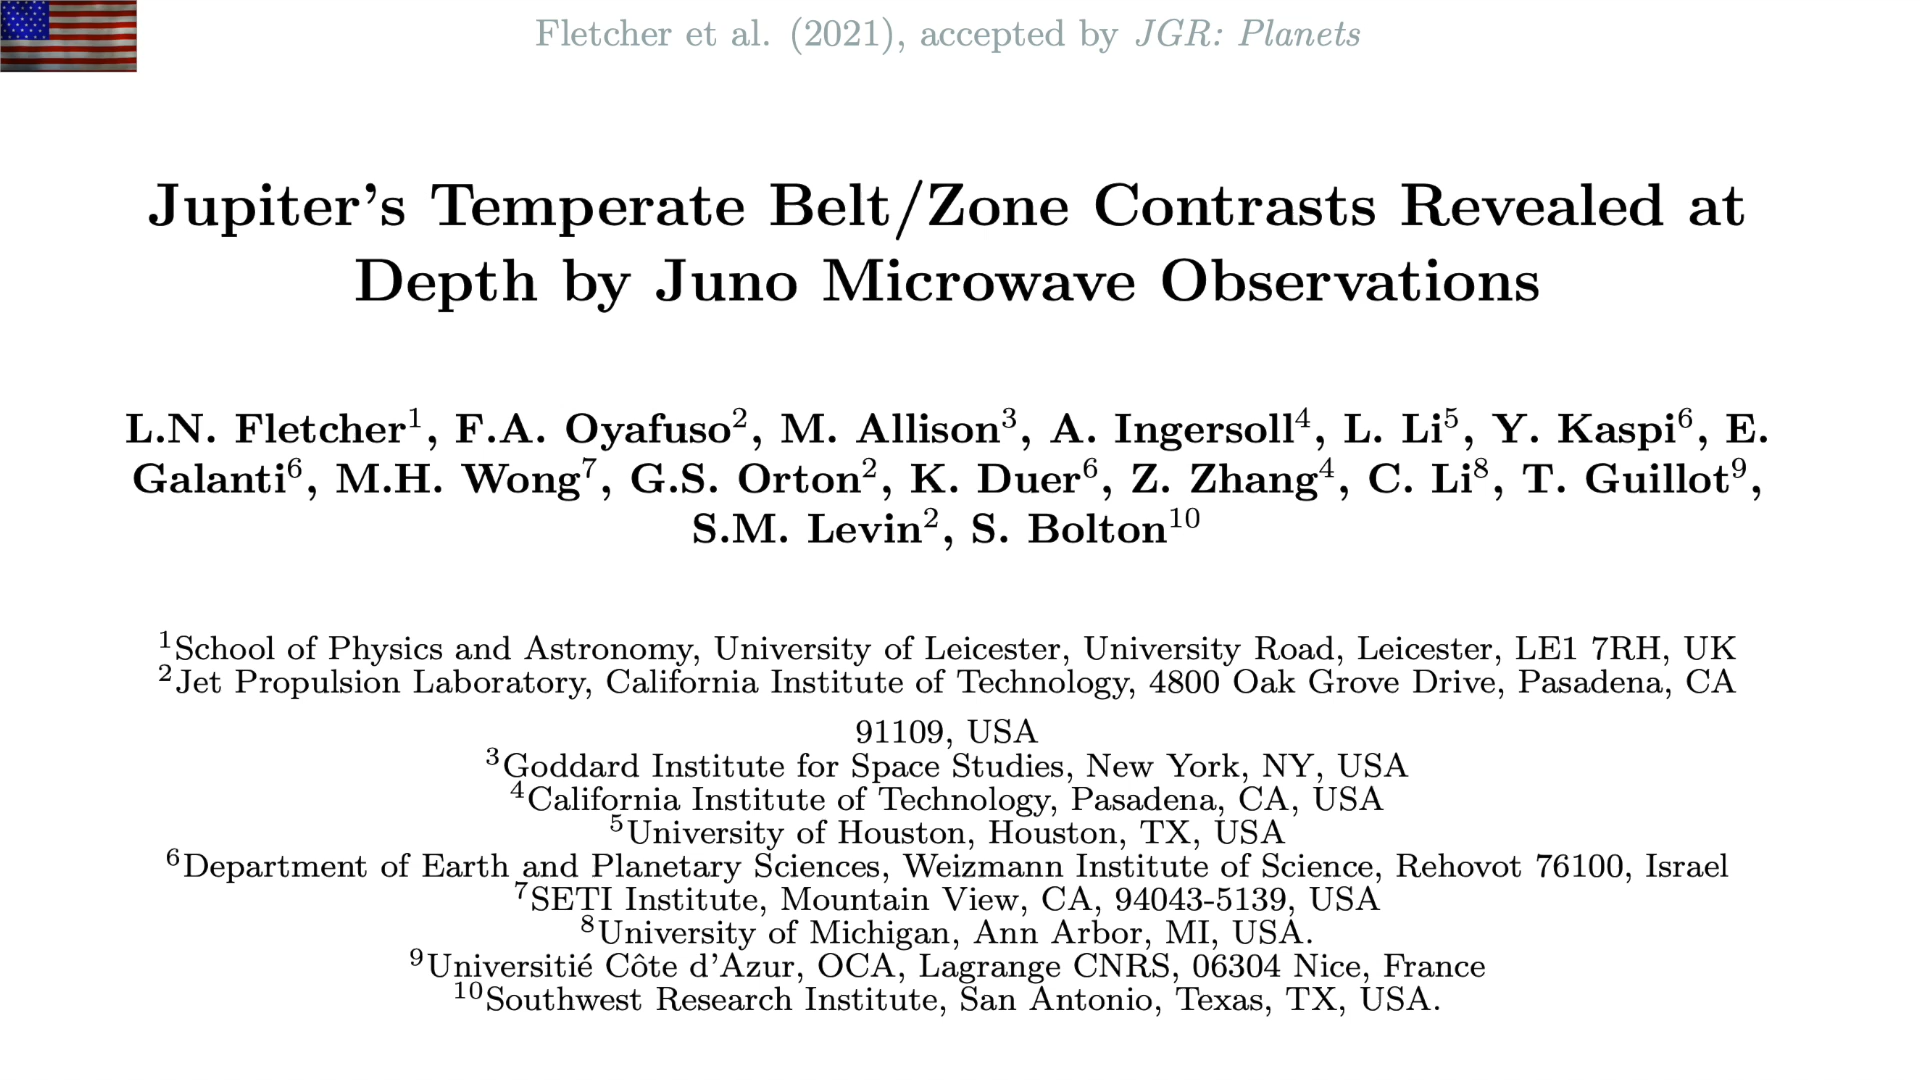 Fletcher et al. (2021), accepted by JGR: Planets
Jupiter's Temperate Belt/Zone Contrasts Revealed at
Depth by Juno Microwave Observations
L.N. Fletcher¹, F.A. Oyafuso², M. Allison³, A. Ingersoll⁴, L. Li⁵, Y. Kaspi⁶, E.
Galanti⁶, M.H. Wong⁷, G.S. Orton², K. Duer⁶, Z. Zhang⁴, C. Li⁸, T. Guillot⁹,
S.M. Levin², S. Bolton¹⁰
¹School of Physics and Astronomy, University of Leicester, University Road, Leicester, LE1 7RH, UK
²Jet Propulsion Laboratory, California Institute of Technology, 4800 Oak Grove Drive, Pasadena, CA
91109, USA
³Goddard Institute for Space Studies, New York, NY, USA
⁴California Institute of Technology, Pasadena, CA, USA
⁵University of Houston, Houston, TX, USA
⁶Department of Earth and Planetary Sciences, Weizmann Institute of Science, Rehovot 76100, Israel
⁷SETI Institute, Mountain View, CA, 94043-5139, USA
⁸University of Michigan, Ann Arbor, MI, USA.
⁹Universitié Côte d'Azur, OCA, Lagrange CNRS, 06304 Nice, France
¹⁰Southwest Research Institute, San Antonio, Texas, TX, USA.